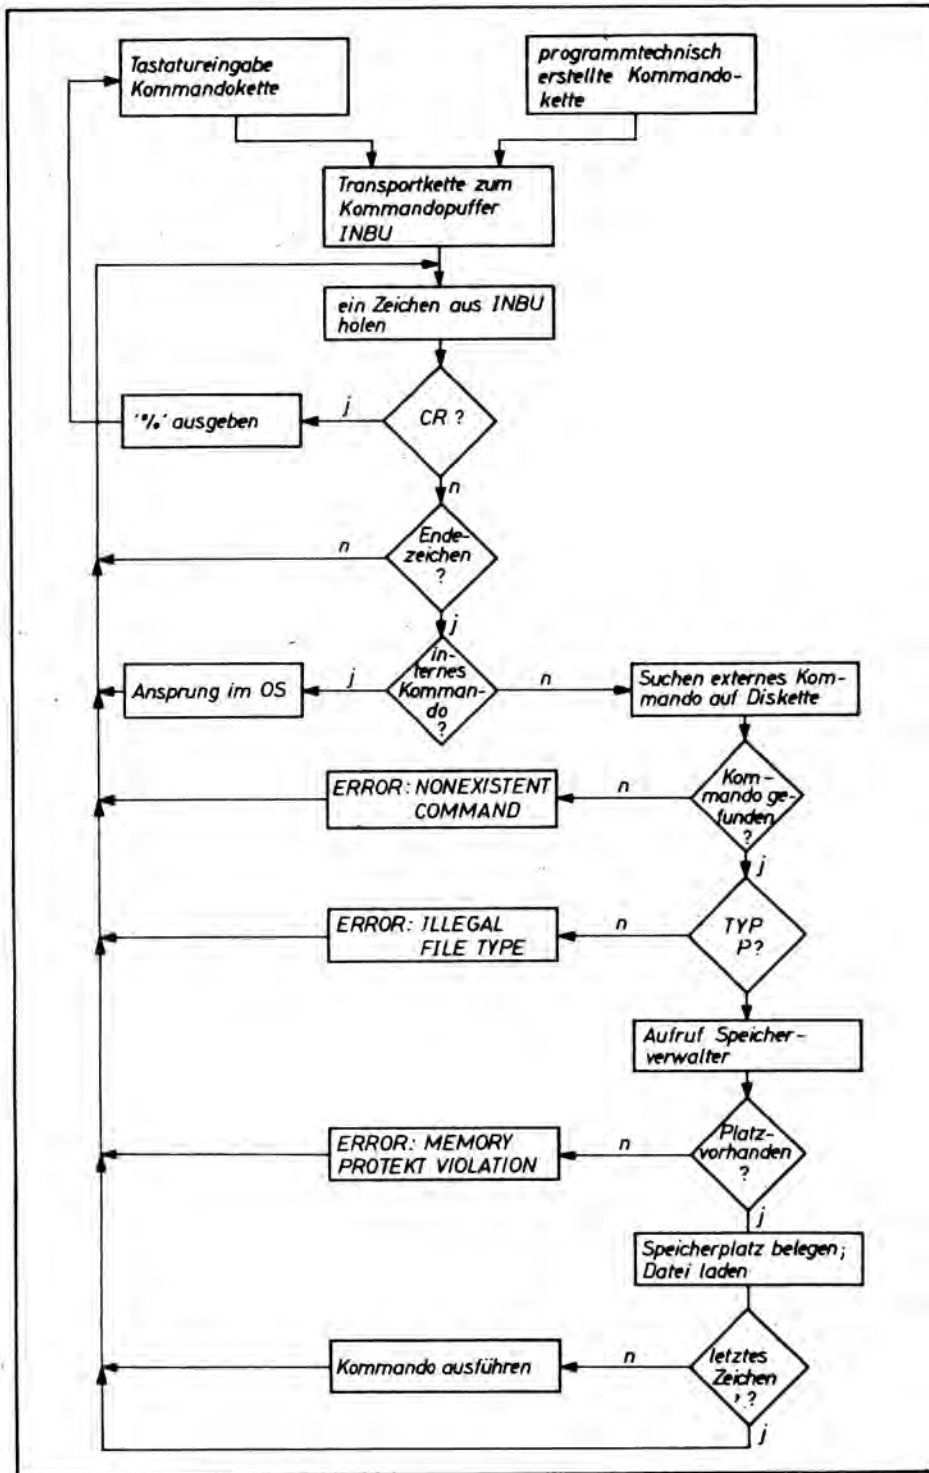 Tastatureingabe
Kommandokette
programmtechnisch
erstellte Kommando-
kette
Transportkette zum
Kommandopuffer
INBU
ein Zeichen aus INBU
holen
CR ?
j
'%' ausgeben
n
Ende-
zeichen
?
n
j
in-
ternes
Komman-
do
?
j
Ansprung im OS
n
Suchen externes Kom-
mando auf Diskette
Kom-
mando ge-
funden
?
n
ERROR: NONEXISTENT
COMMAND
j
TYP
P?
n
ERROR: ILLEGAL
FILE TYPE
Aufruf Speicher-
verwalter
Platz-
vorhanden
?
n
ERROR: MEMORY
PROTEKT VIOLATION
j
Speicherplatz belegen;
Datei laden
letztes
Zeichen
, ?
n
Kommando ausführen
j